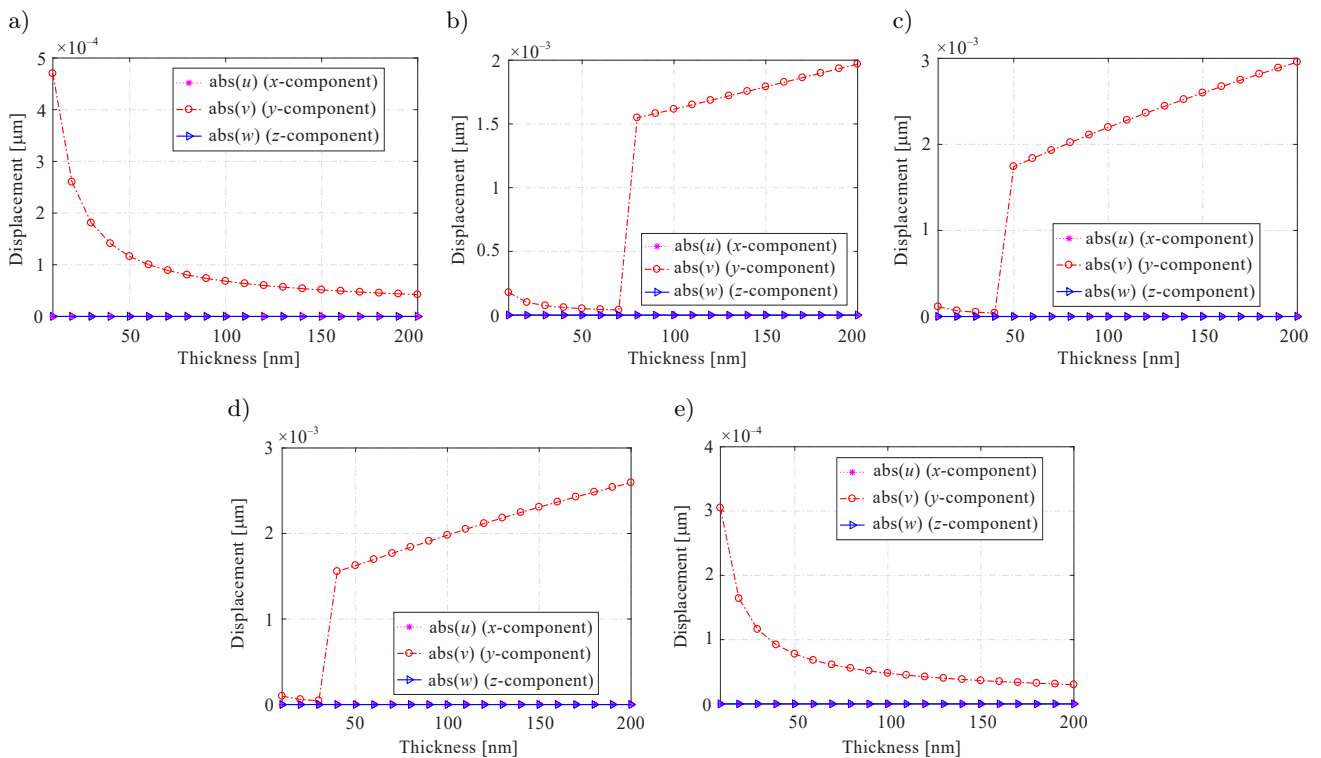 a)
×10⁻⁴
5
4
3
2
1
0
Displacement [μm]
abs(u) (x-component)
abs(v) (y-component)
abs(w) (z-component)
50
100
150
200
Thickness [nm]
b)
×10⁻³
2
1.5
1
0.5
0
Displacement [μm]
abs(u) (x-component)
abs(v) (y-component)
abs(w) (z-component)
50
100
150
200
Thickness [nm]
c)
×10⁻³
3
2
1
0
Displacement [μm]
abs(u) (x-component)
abs(v) (y-component)
abs(w) (z-component)
50
100
150
200
Thickness [nm]
d)
×10⁻³
3
2
1
0
Displacement [μm]
abs(u) (x-component)
abs(v) (y-component)
abs(w) (z-component)
50
100
150
200
Thickness [nm]
e)
×10⁻⁴
4
3
2
1
0
Displacement [μm]
abs(u) (x-component)
abs(v) (y-component)
abs(w) (z-component)
50
100
150
200
Thickness [nm]